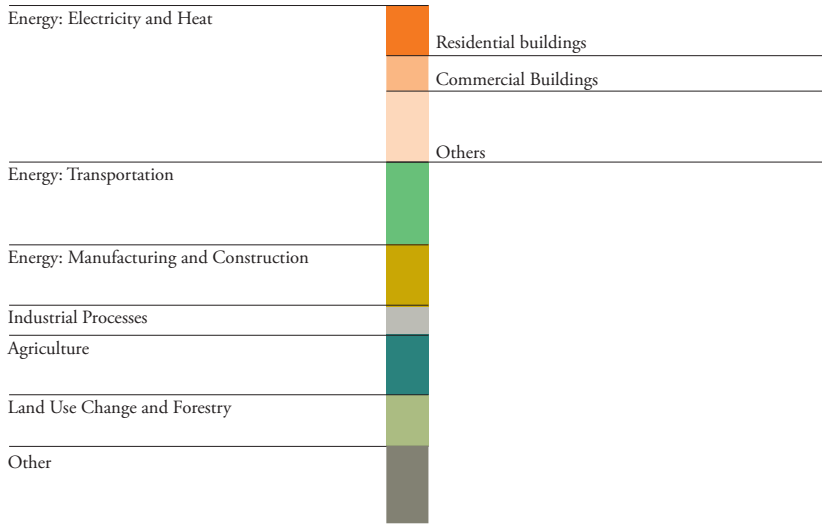 Energy: Electricity and Heat
Residential buildings
Commercial Buildings
Others
Energy: Transportation
Energy: Manufacturing and Construction
Industrial Processes
Agriculture
Land Use Change and Forestry
Other